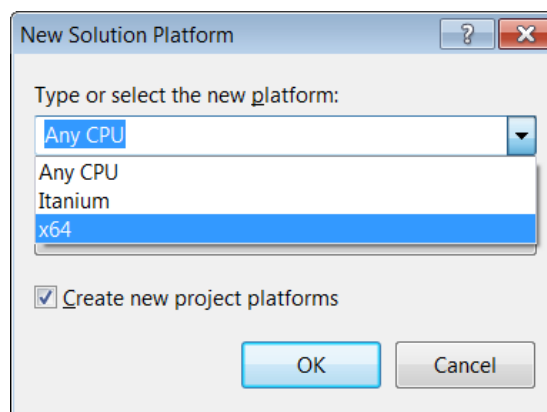 New Solution Platform
Type or select the new platform:
Any CPU
Any CPU
Itanium
x64
Create new project platforms
OK Cancel